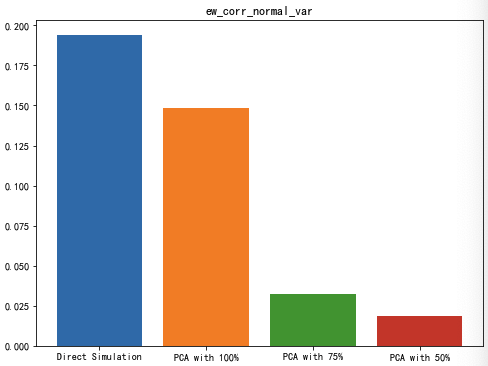 ew_corr_normal_var
0.200
0.175
0.150
0.125
0.100
0.075
0.050
0.025
0.000
Direct Simulation
PCA with 100%
PCA with 75%
PCA with 50%